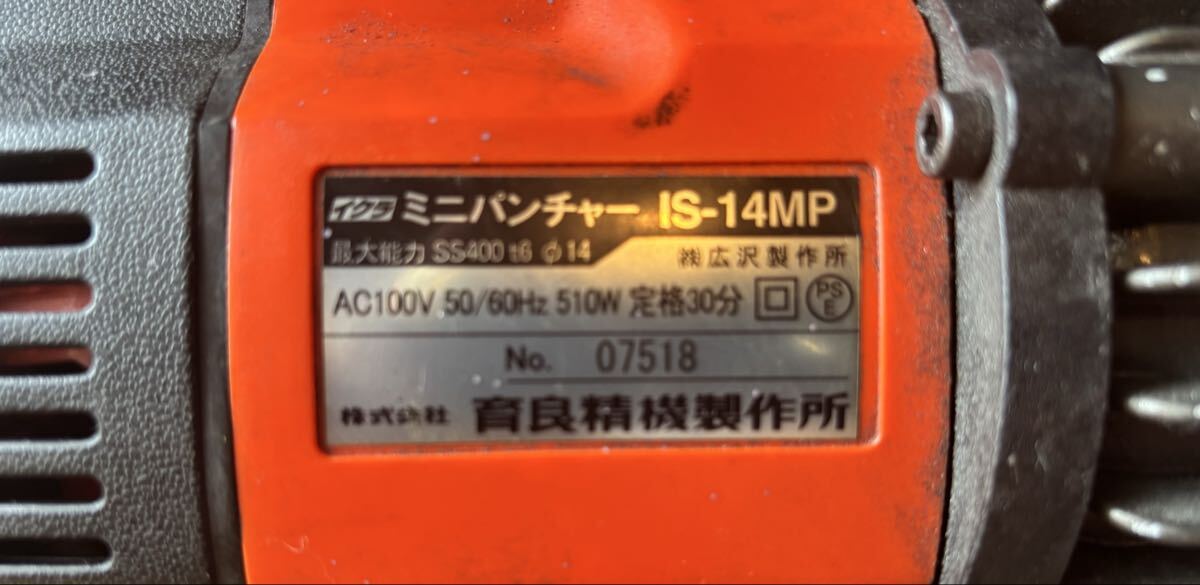 イクラ ミニパンチャー IS-14MP
最大能力 SS400 t6 φ14
㈱広沢製作所
AC100V 50/60Hz 510W 定格30分 PSE
No. 07518
株式会社 育良精機製作所